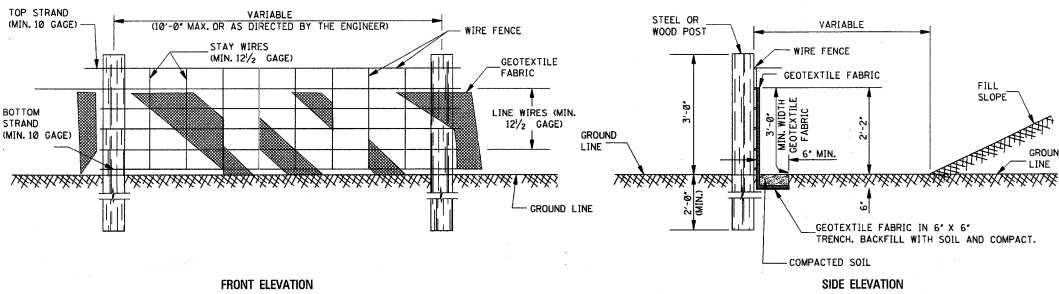 TOP STRAND
(MIN. 10 GAGE)
VARIABLE
(10'-0" MAX. OR AS DIRECTED BY THE ENGINEER)
STAY WIRES
(MIN. 12½ GAGE)
WIRE FENCE
GEOTEXTILE
FABRIC
BOTTOM
STRAND
(MIN. 10 GAGE)
LINE WIRES (MIN.
12½ GAGE)
GROUND LINE
FRONT ELEVATION
STEEL OR
WOOD POST
VARIABLE
WIRE FENCE
GEOTEXTILE FABRIC
FILL
SLOPE
3'-0"
3'-0"
MIN. WIDTH
GEOTEXTILE
FABRIC
2'-2"
GROUND
LINE
6" MIN.
GROUN
LINE
2'-0"
(MIN.)
6"
GEOTEXTILE FABRIC IN 6" X 6"
TRENCH. BACKFILL WITH SOIL AND COMPACT.
COMPACTED SOIL
SIDE ELEVATION